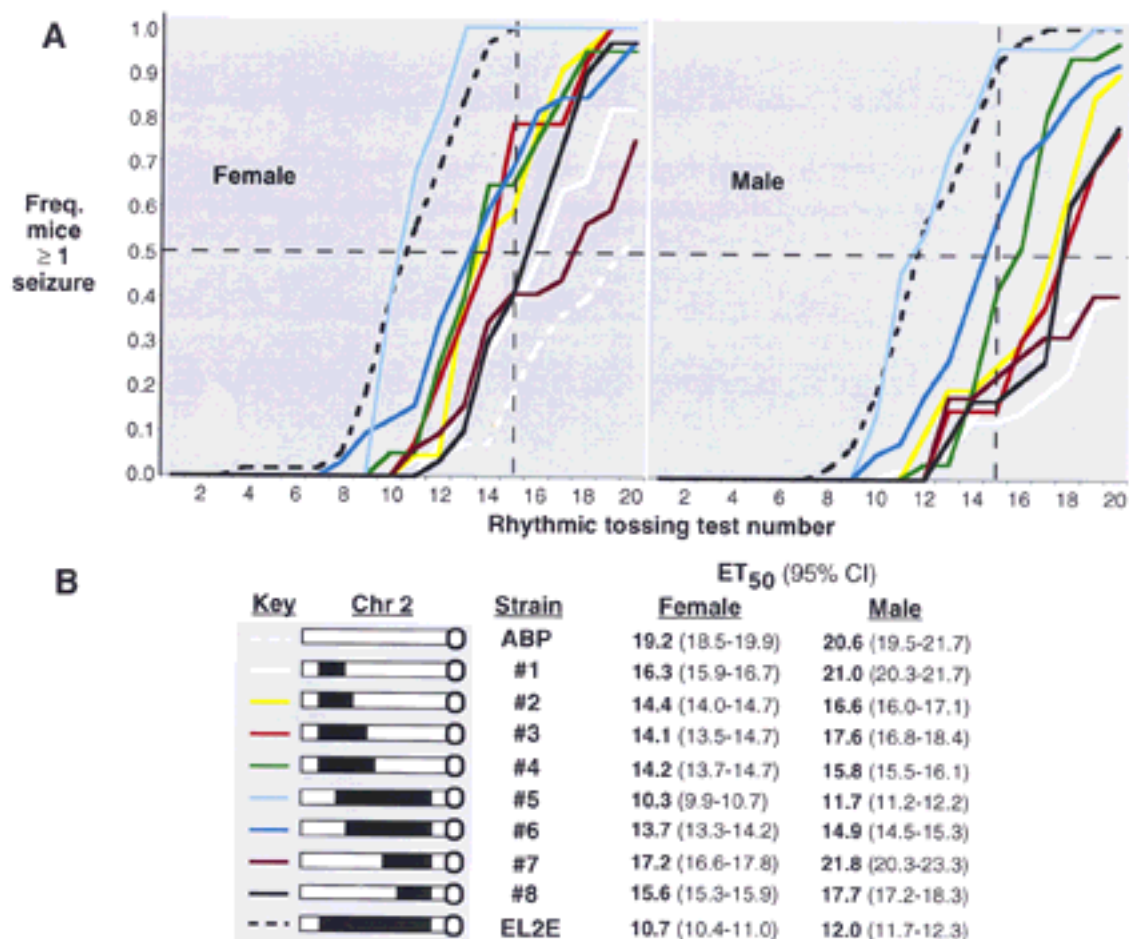 A
Freq.
mice
≥ 1
seizure
1.0
0.9
0.8
0.7
0.6
0.5
0.4
0.3
0.2
0.1
0.0
Female
Male
2 4 6 8 10 12 14 16 18 20
2 4 6 8 10 12 14 16 18 20
Rhythmic tossing test number
B
ET50 (95% CI)
Key Chr 2 Strain Female Male
ABP 19.2 (18.5-19.9) 20.6 (19.5-21.7)
#1 16.3 (15.9-16.7) 21.0 (20.3-21.7)
#2 14.4 (14.0-14.7) 16.6 (16.0-17.1)
#3 14.1 (13.5-14.7) 17.6 (16.8-18.4)
#4 14.2 (13.7-14.7) 15.8 (15.5-16.1)
#5 10.3 (9.9-10.7) 11.7 (11.2-12.2)
#6 13.7 (13.3-14.2) 14.9 (14.5-15.3)
#7 17.2 (16.6-17.8) 21.8 (20.3-23.3)
#8 15.6 (15.3-15.9) 17.7 (17.2-18.3)
EL2E 10.7 (10.4-11.0) 12.0 (11.7-12.3)